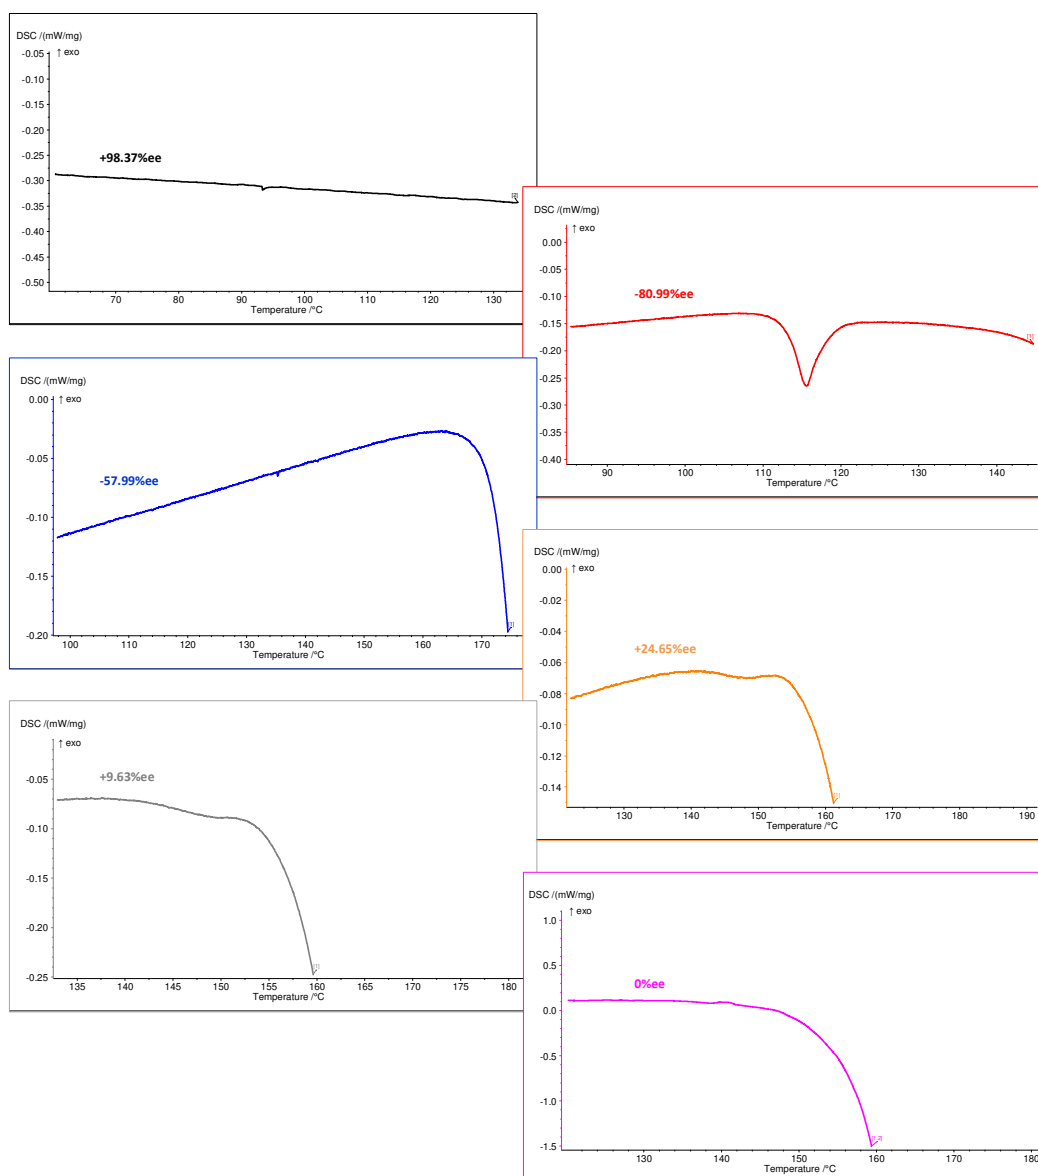 DSC /(mW/mg)
↑ exo
-0.05
-0.10
-0.15
-0.20
-0.25
-0.30
-0.35
-0.40
-0.45
-0.50
+98.37%ee
[2]
70 80 90 100 110 120 130
Temperature /°C
DSC /(mW/mg)
↑ exo
0.00
-0.05
-0.10
-0.15
-0.20
-0.25
-0.30
-0.35
-0.40
-80.99%ee
[1]
90 100 110 120 130 140
Temperature /°C
DSC /(mW/mg)
↑ exo
0.00
-0.05
-0.10
-0.15
-0.20
-57.99%ee
100 110 120 130 140 150 160 170
Temperature /°C
DSC /(mW/mg)
↑ exo
0.00
-0.02
-0.04
-0.06
-0.08
-0.10
-0.12
-0.14
+24.65%ee
130 140 150 160 170 180 190
Temperature /°C
DSC /(mW/mg)
↑ exo
-0.05
-0.10
-0.15
-0.20
-0.25
+9.63%ee
[1]
135 140 145 150 155 160 165 170 175 180
Temperature /°C
DSC /(mW/mg)
↑ exo
1.0
0.5
0.0
-0.5
-1.0
-1.5
0%ee
[1.2]
130 140 150 160 170 180
Temperature /°C